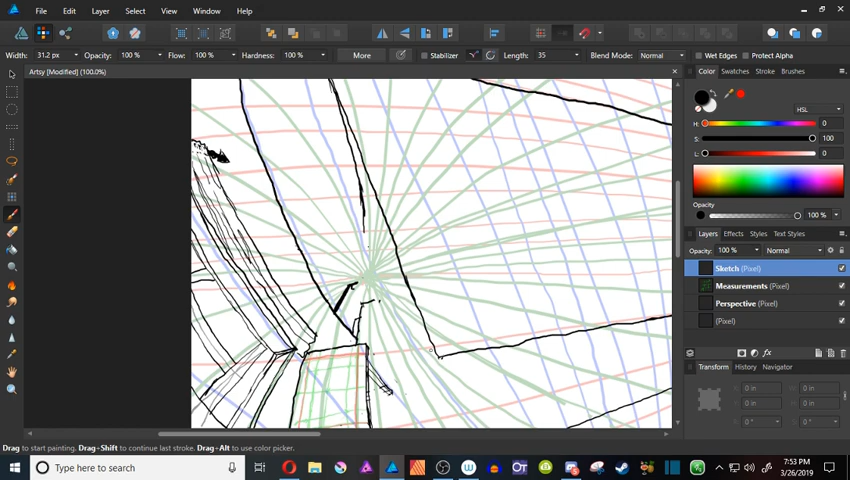 File Edit Layer Select Arrange View Window Help
Width: 31.2 px Opacity: 100 % Flow: 100 % Hardness: 100 % More Stabilizer Length: 35 Blend Mode: Normal Wet Edges Protect Alpha
Artsy [Modified] (100.0%)
Color Swatches Stroke Brushes
HSL
H: 0
S: 100
L: 0
Opacity
100 %
Layers Effects Styles Text Styles
Opacity: 100 % Normal
Sketch (Pixel)
Measurements (Pixel)
Perspective (Pixel)
(Pixel)
fx
Transform History Navigator
X: 0 in W: 0 in
Y: 0 in H: 0 in
R: 0 ° S: 0 °
Drag to start painting. Drag+Shift to continue last stroke. Drag+Alt to use color picker.
Type here to search
7:53 PM
3/26/2019